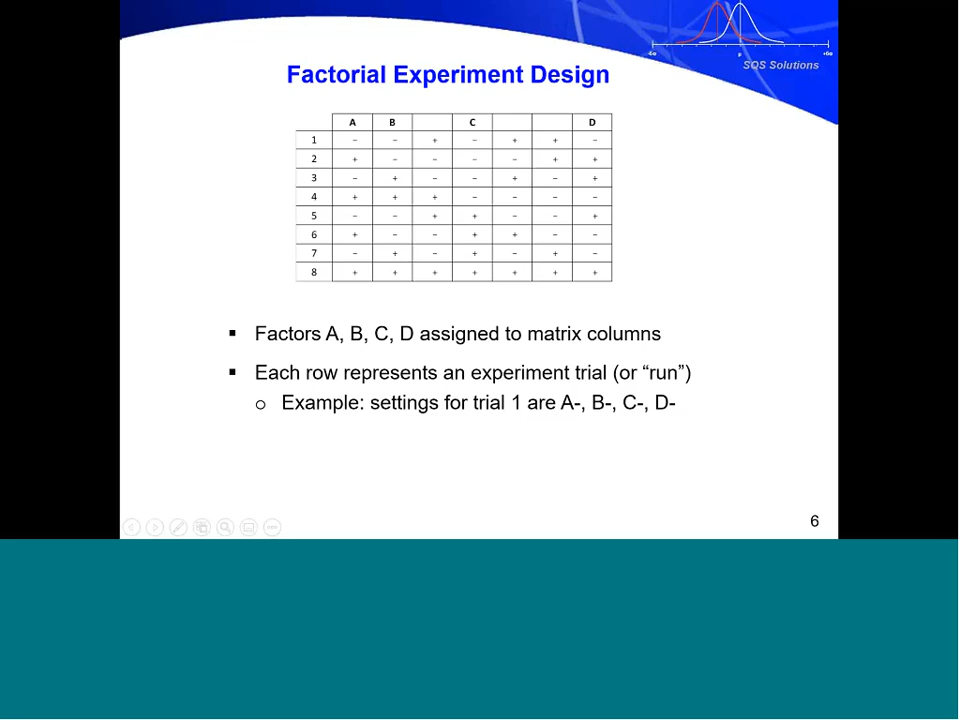 SQS Solutions
Factorial Experiment Design
A B C D
1 − − + − + + −
2 + − − − − + +
3 − + − − + − +
4 + + + − − − −
5 − − + + − − +
6 + − − + + − −
7 − + − + − + −
8 + + + + + + +
▪ Factors A, B, C, D assigned to matrix columns
▪ Each row represents an experiment trial (or “run”)
o Example: settings for trial 1 are A-, B-, C-, D-
6